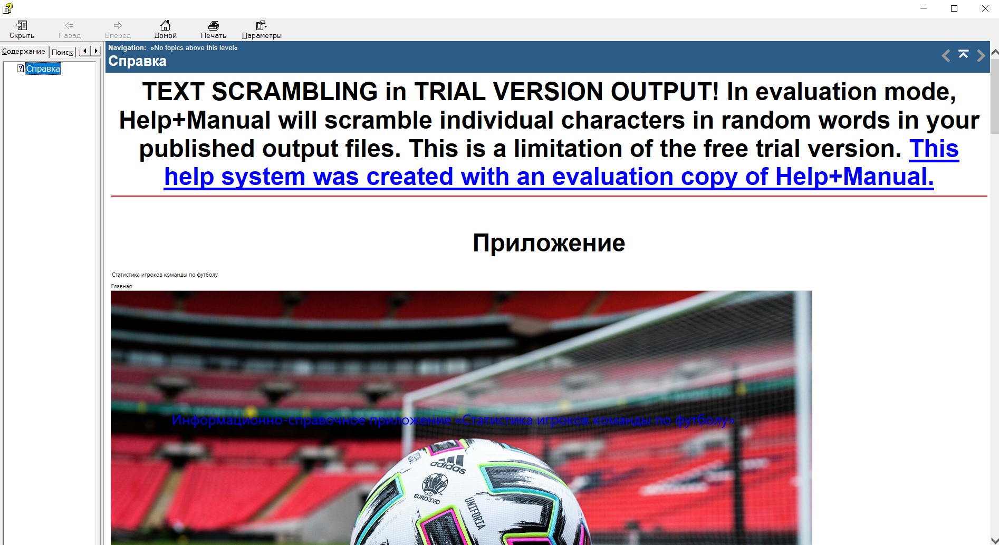 Скрыть
Назад
Вперед
Домой
Печать
Параметры
Содержание
Поиск
Справка
Navigation: »No topics above this level«
Справка
TEXT SCRAMBLING in TRIAL VERSION OUTPUT! In evaluation mode,
Help+Manual will scramble individual characters in random words in your
published output files. This is a limitation of the free trial version. This
help system was created with an evaluation copy of Help+Manual.
Приложение
Статистика игроков команды по футболу
Главная
Информационно-справочное приложение «Статистика игроков команды по футболу»
adidas
UEFA
EURO2020
UNIFORIA